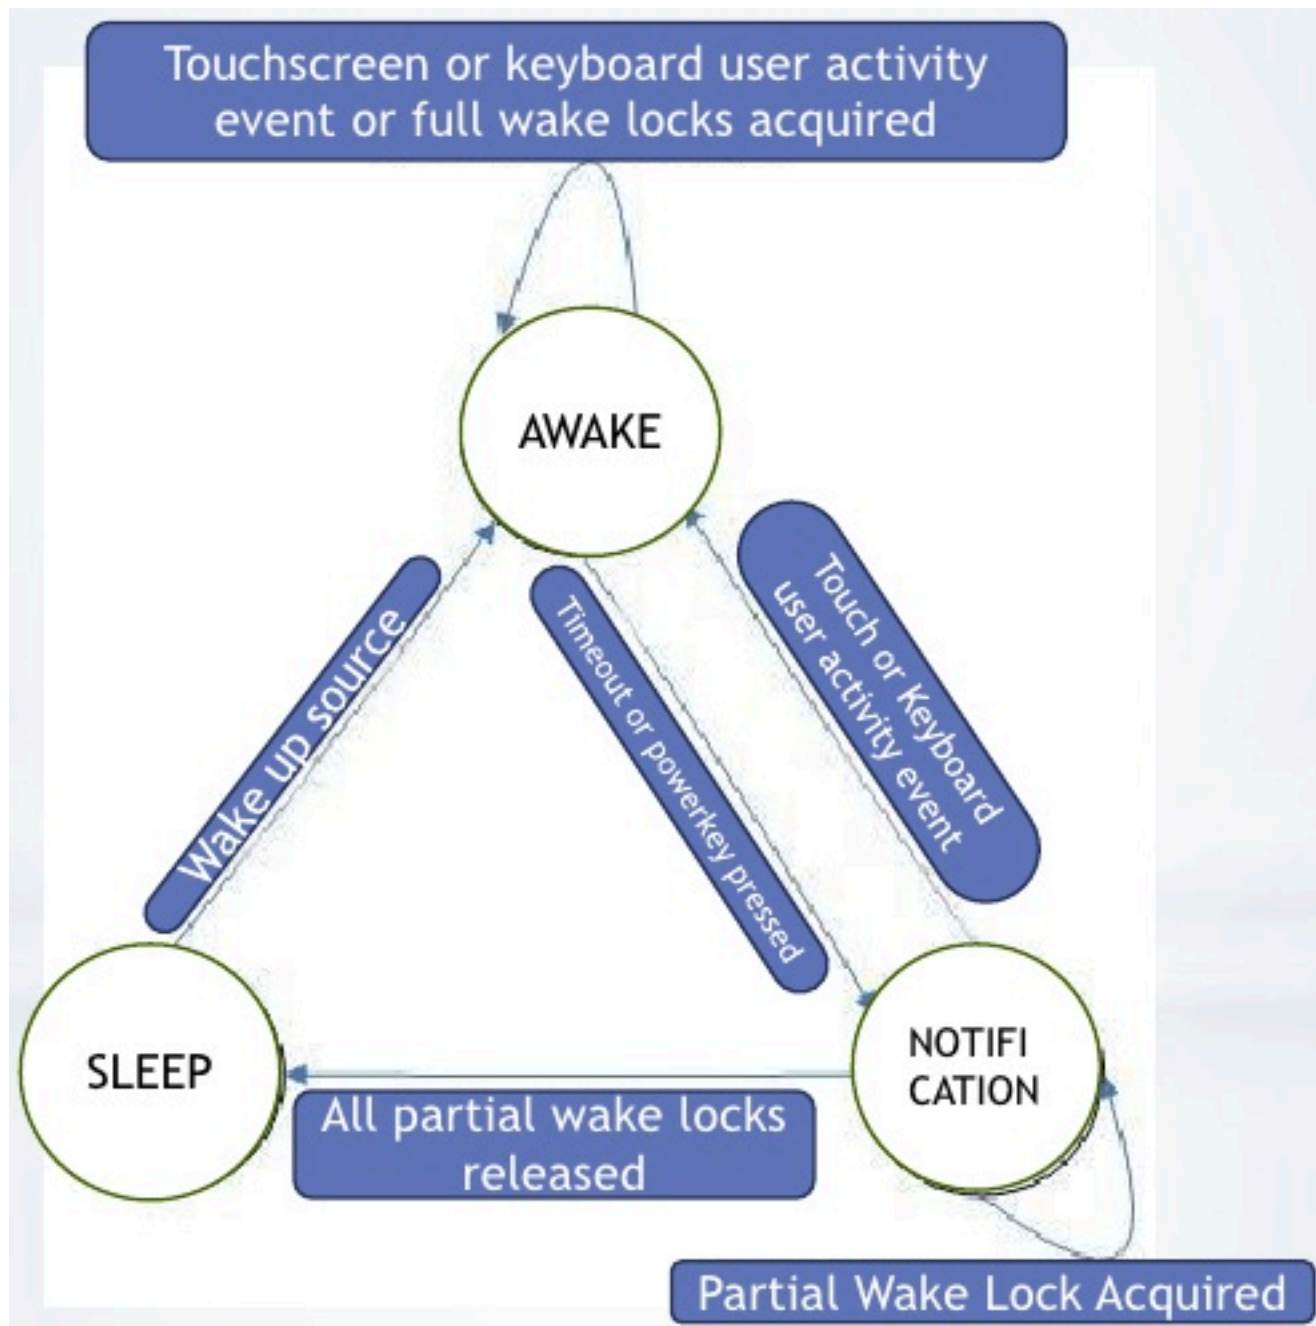 Touchscreen or keyboard user activity
event or full wake locks acquired
AWAKE
Wake up source
Timeout or powerkey pressed
Touch or Keyboard
user activity event
SLEEP
NOTIFI
CATION
All partial wake locks
released
Partial Wake Lock Acquired